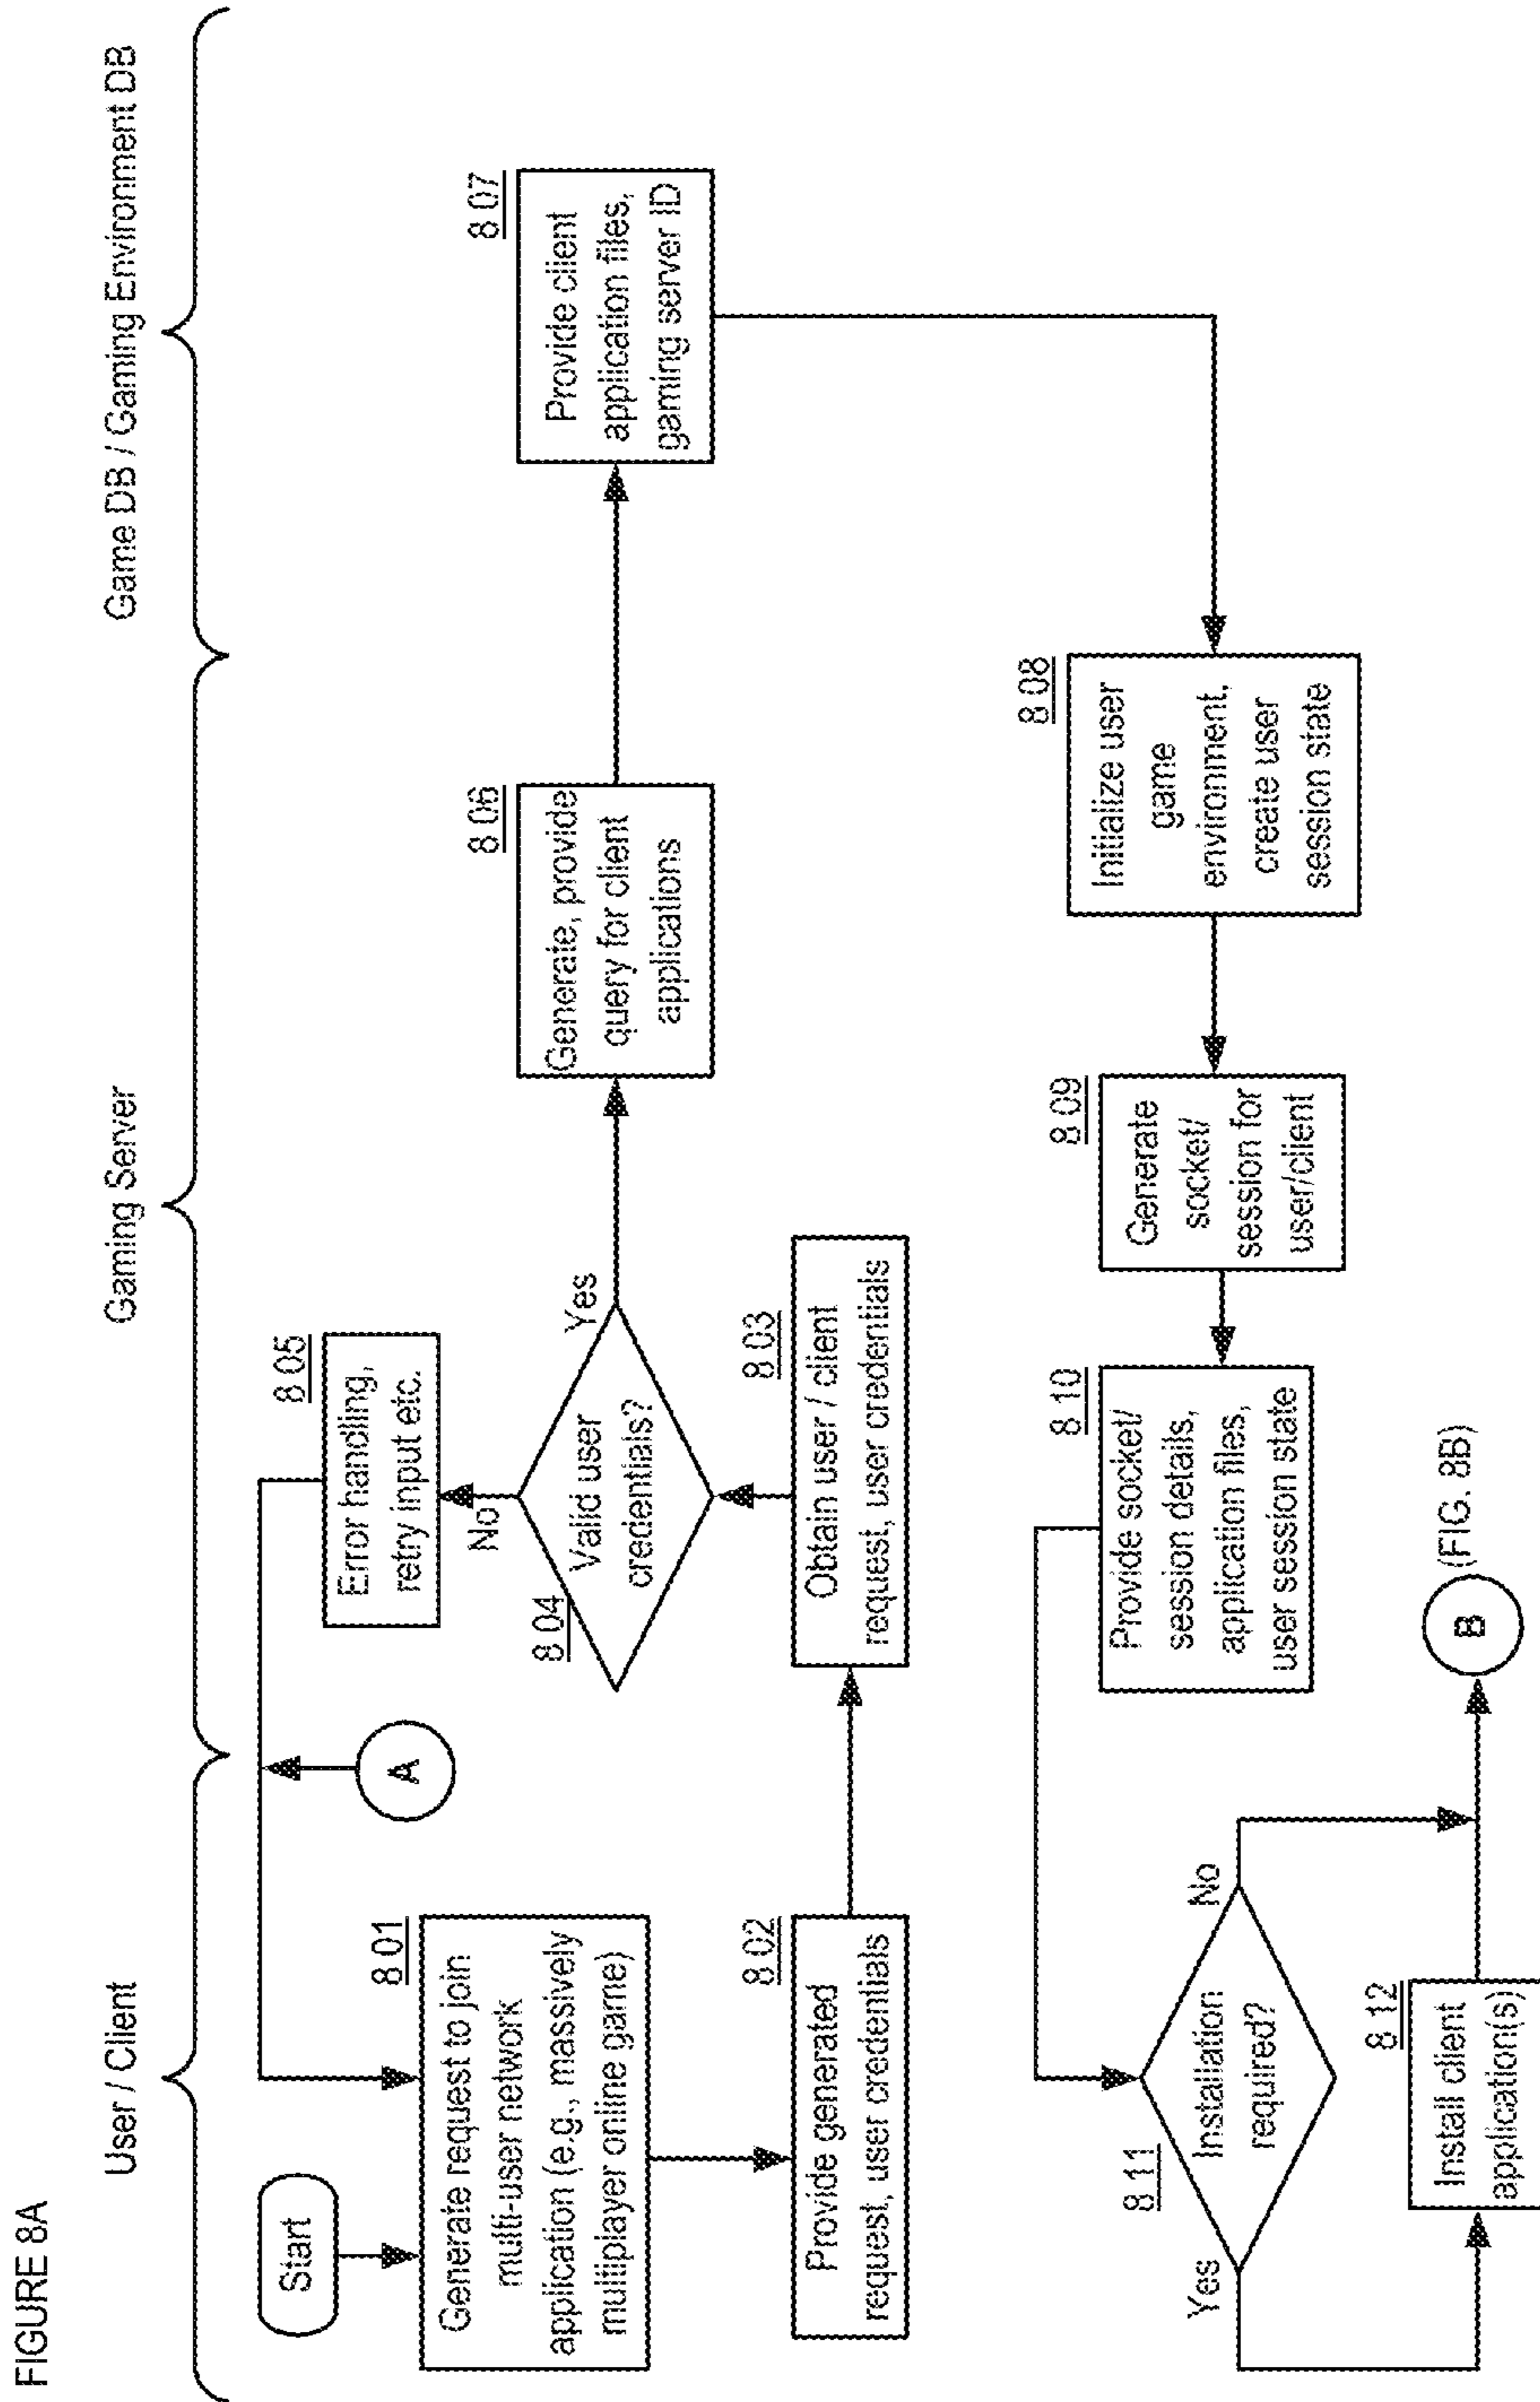 FIGURE 8A
User / Client
Gaming Server
Game DB / Gaming Environment DB
Start
8 01
Generate request to join
multi-user network
application (e.g., massively
multiplayer online game)
A
8 02
Provide generated
request, user credentials
8 03
Obtain user / client
request, user credentials
8 04
Valid user
credentials?
No
Yes
8 05
Error handling,
retry input etc.
8 06
Generate, provide
query for client
applications
8 07
Provide client
application files,
gaming server ID
8 08
Initialize user
game
environment,
create user
session state
8 09
Generate
socket/
session for
user/client
8 10
Provide socket/
session details,
application files,
user session state
8 11
Installation
required?
Yes
No
8 12
Install client
application(s)
B
(FIG. 8B)